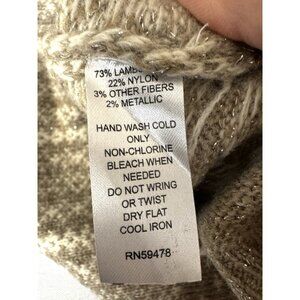 73% LAMBS
22% NYLON
3% OTHER FIBERS
2% METALLIC
HAND WASH COLD
ONLY
NON-CHLORINE
BLEACH WHEN
NEEDED
DO NOT WRING
OR TWIST
DRY FLAT
COOL IRON
RN59478